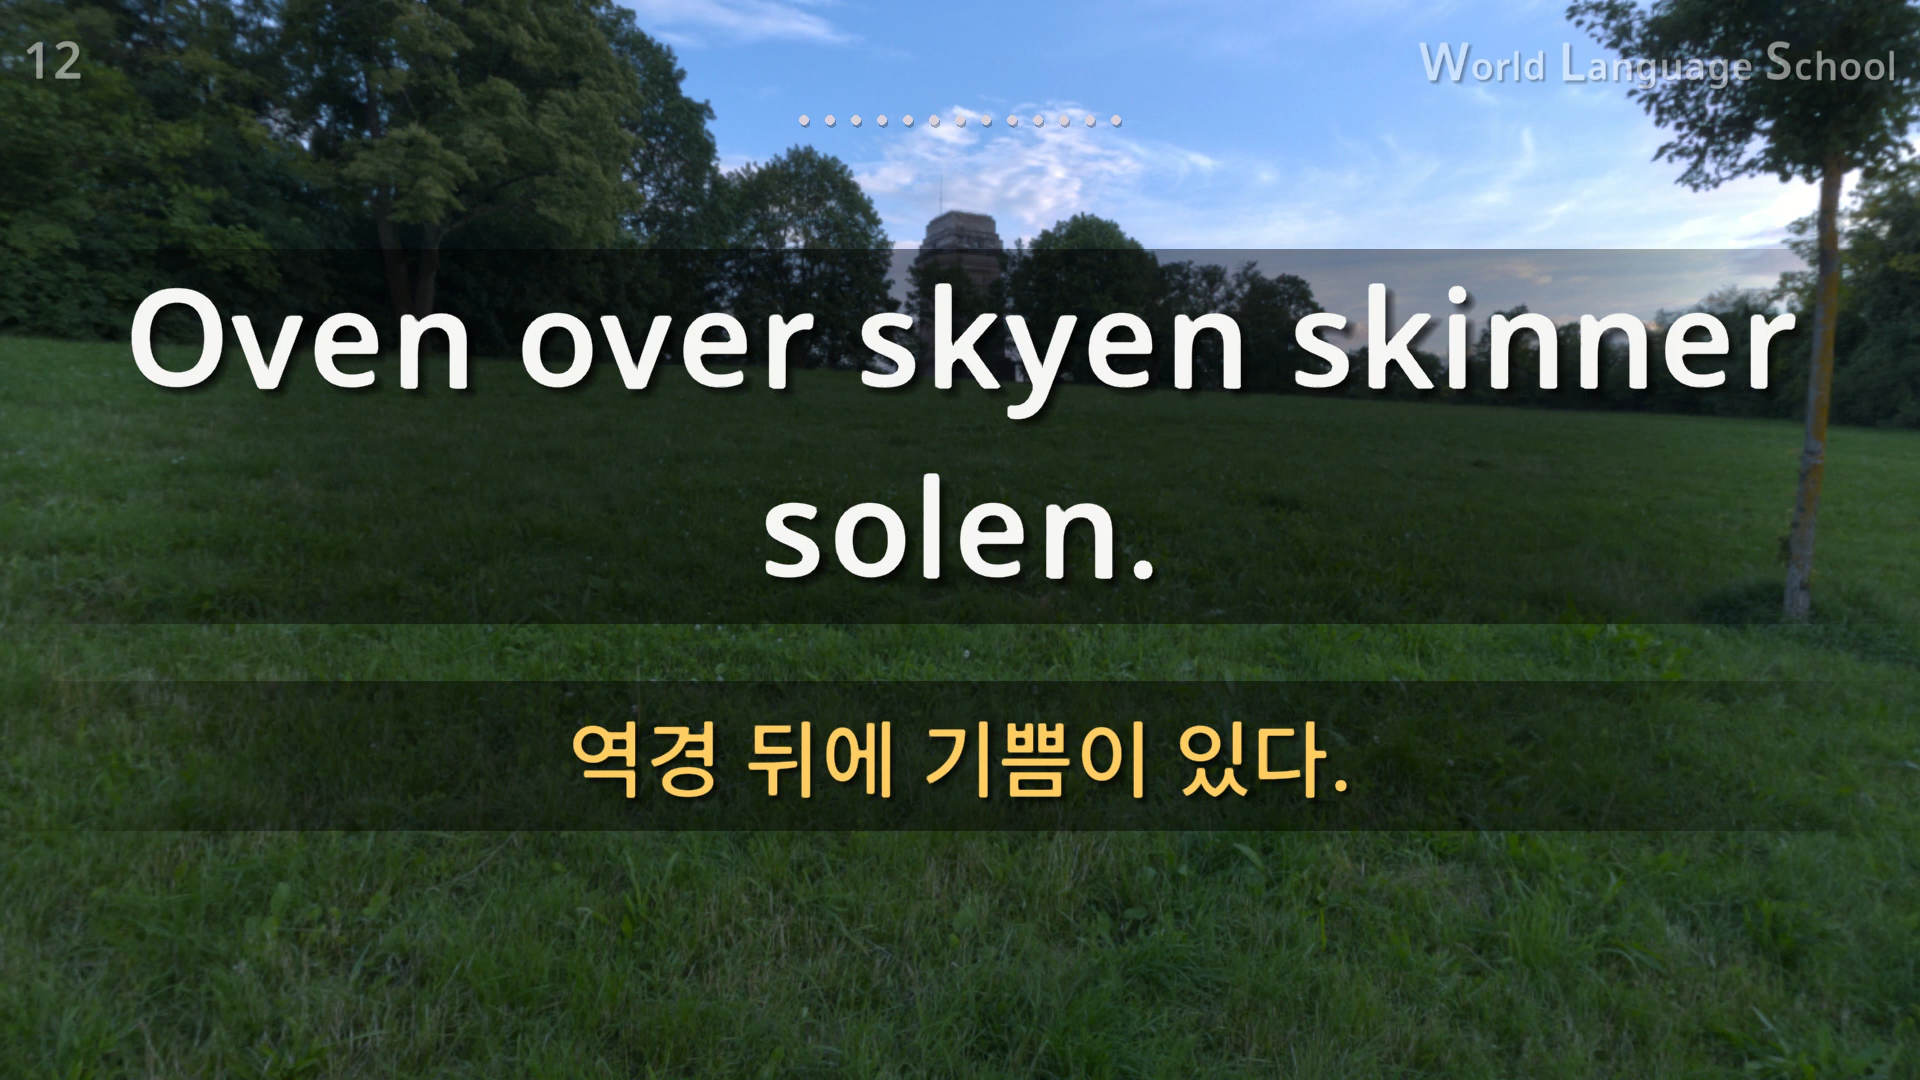 12
World Language School
Oven over skyen skinner
solen.
역경 뒤에 기쁨이 있다.